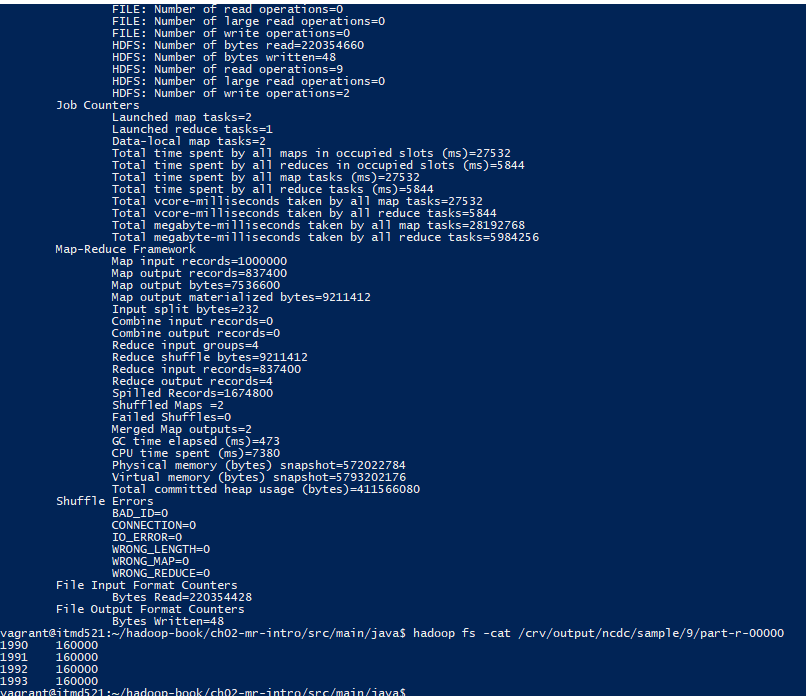 FILE: Number of read operations=0
FILE: Number of large read operations=0
FILE: Number of write operations=0
HDFS: Number of bytes read=220354660
HDFS: Number of bytes written=48
HDFS: Number of read operations=9
HDFS: Number of large read operations=0
HDFS: Number of write operations=2
Job Counters
Launched map tasks=2
Launched reduce tasks=1
Data-local map tasks=2
Total time spent by all maps in occupied slots (ms)=27532
Total time spent by all reduces in occupied slots (ms)=5844
Total time spent by all map tasks (ms)=27532
Total time spent by all reduce tasks (ms)=5844
Total vcore-milliseconds taken by all map tasks=27532
Total vcore-milliseconds taken by all reduce tasks=5844
Total megabyte-milliseconds taken by all map tasks=28192768
Total megabyte-milliseconds taken by all reduce tasks=5984256
Map-Reduce Framework
Map input records=1000000
Map output records=837400
Map output bytes=7536600
Map output materialized bytes=9211412
Input split bytes=232
Combine input records=0
Combine output records=0
Reduce input groups=4
Reduce shuffle bytes=9211412
Reduce input records=837400
Reduce output records=4
Spilled Records=1674800
Shuffled Maps =2
Failed Shuffles=0
Merged Map outputs=2
GC time elapsed (ms)=473
CPU time spent (ms)=7380
Physical memory (bytes) snapshot=572022784
Virtual memory (bytes) snapshot=5793202176
Total committed heap usage (bytes)=411566080
Shuffle Errors
BAD_ID=0
CONNECTION=0
IO_ERROR=0
WRONG_LENGTH=0
WRONG_MAP=0
WRONG_REDUCE=0
File Input Format Counters
Bytes Read=220354428
File Output Format Counters
Bytes Written=48
vagrant@itmd521:~/hadoop-book/ch02-mr-intro/src/main/java$ hadoop fs -cat /crv/output/ncdc/sample/9/part-r-00000
1990 160000
1991 160000
1992 160000
1993 160000
vagrant@itmd521:~/hadoop-book/ch02-mr-intro/src/main/java$